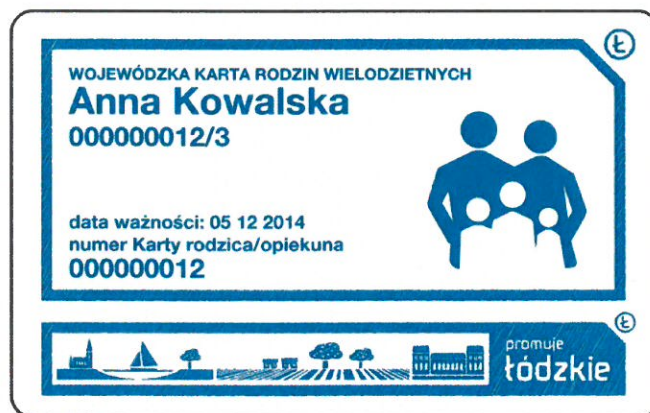 Ł
WOJEWÓDZKA KARTA RODZIN WIELODZIETNYCH
Anna Kowalska
000000012/3
data ważności: 05 12 2014
numer Karty rodzica/opiekuna
000000012
Ł
promuje
łódzkie